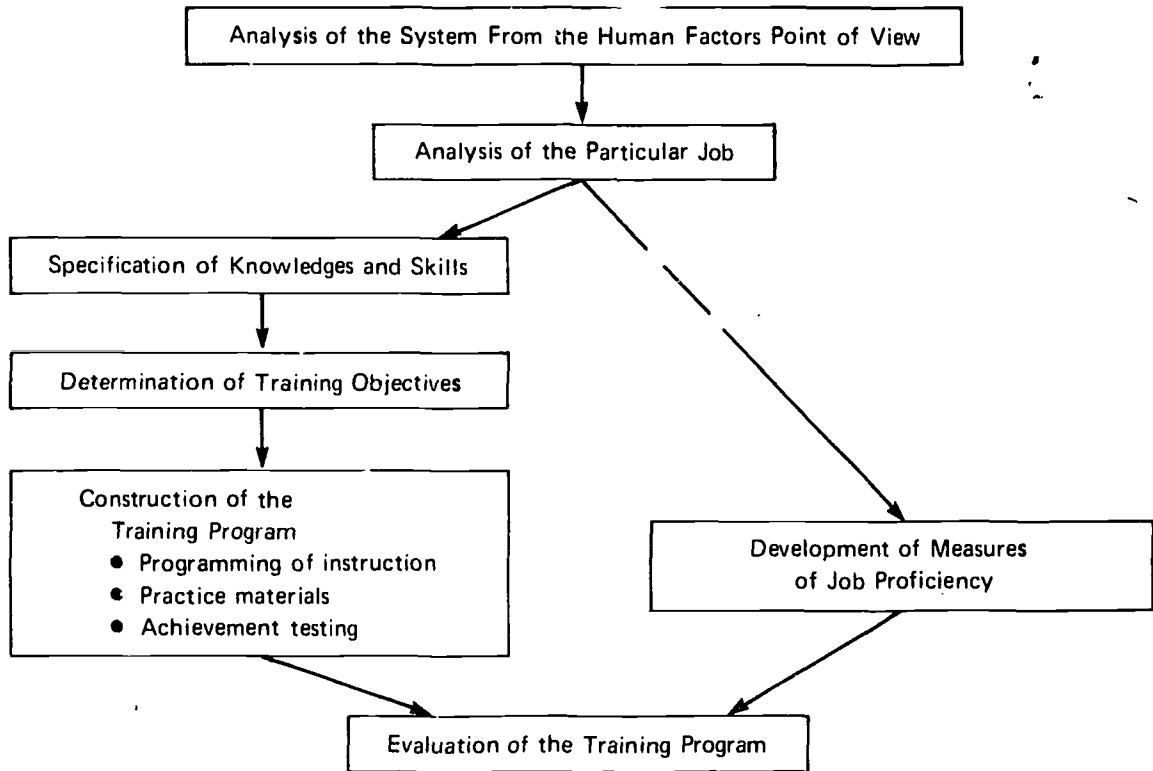 Analysis of the System From the Human Factors Point of View
Analysis of the Particular Job
Specification of Knowledges and Skills
Determination of Training Objectives
Construction of the
Training Program
● Programming of instruction
● Practice materials
● Achievement testing
Development of Measures
of Job Proficiency
Evaluation of the Training Program